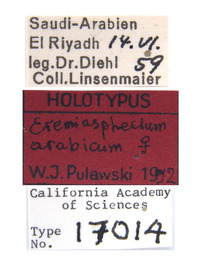 Saudi-Arabien
El Riyadh 14.VI.
leg.Dr.Diehl 59
Coll.Linsenmaier
HOLOTYPUS
Eremiasphecium
arabicum ♀
W.J.Pulawski 1992
California Academy
of Sciences
Type
No. 17014